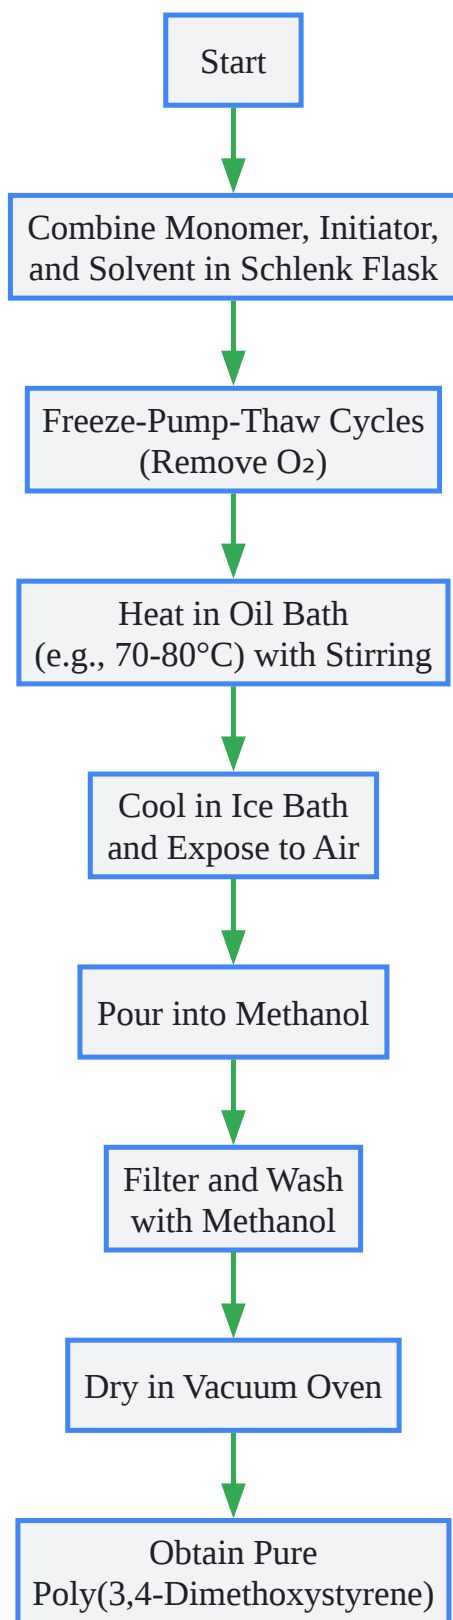 Start
Combine Monomer, Initiator,
and Solvent in Schlenk Flask
Freeze-Pump-Thaw Cycles
(Remove O₂)
Heat in Oil Bath
(e.g., 70-80°C) with Stirring
Cool in Ice Bath
and Expose to Air
Pour into Methanol
Filter and Wash
with Methanol
Dry in Vacuum Oven
Obtain Pure
Poly(3,4-Dimethoxystyrene)